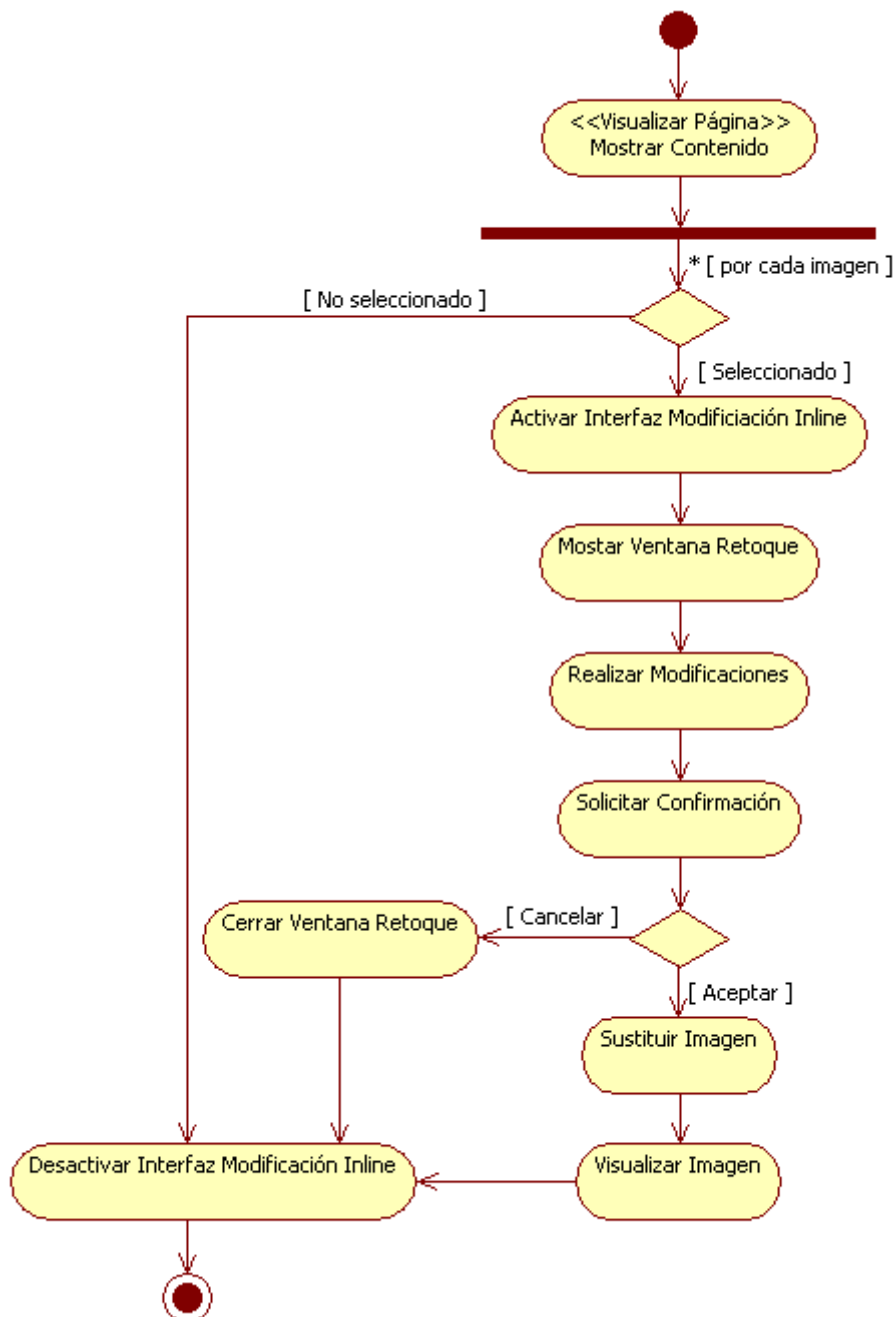 <<Visualizar Página>>
Mostrar Contenido
* [ por cada imagen ]
[ No seleccionado ]
[ Seleccionado ]
Activar Interfaz Modificiación Inline
Mostar Ventana Retoque
Realizar Modificaciones
Solicitar Confirmación
Cerrar Ventana Retoque
[ Cancelar ]
[ Aceptar ]
Sustituir Imagen
Desactivar Interfaz Modificación Inline
Visualizar Imagen